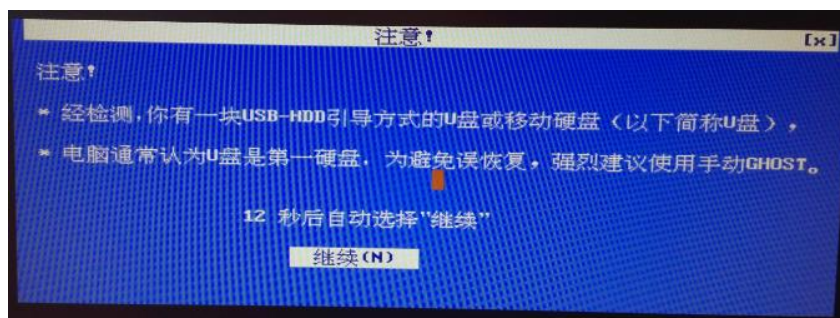 注意! [×]
注意!
* 经检测,你有一块USB-HDD引导方式的U盘或移动硬盘（以下简称U盘）,
* 电脑通常认为U盘是第一硬盘. 为避免误恢复,强烈建议使用手动GHOST。
12 秒后自动选择"继续"
继续(N)